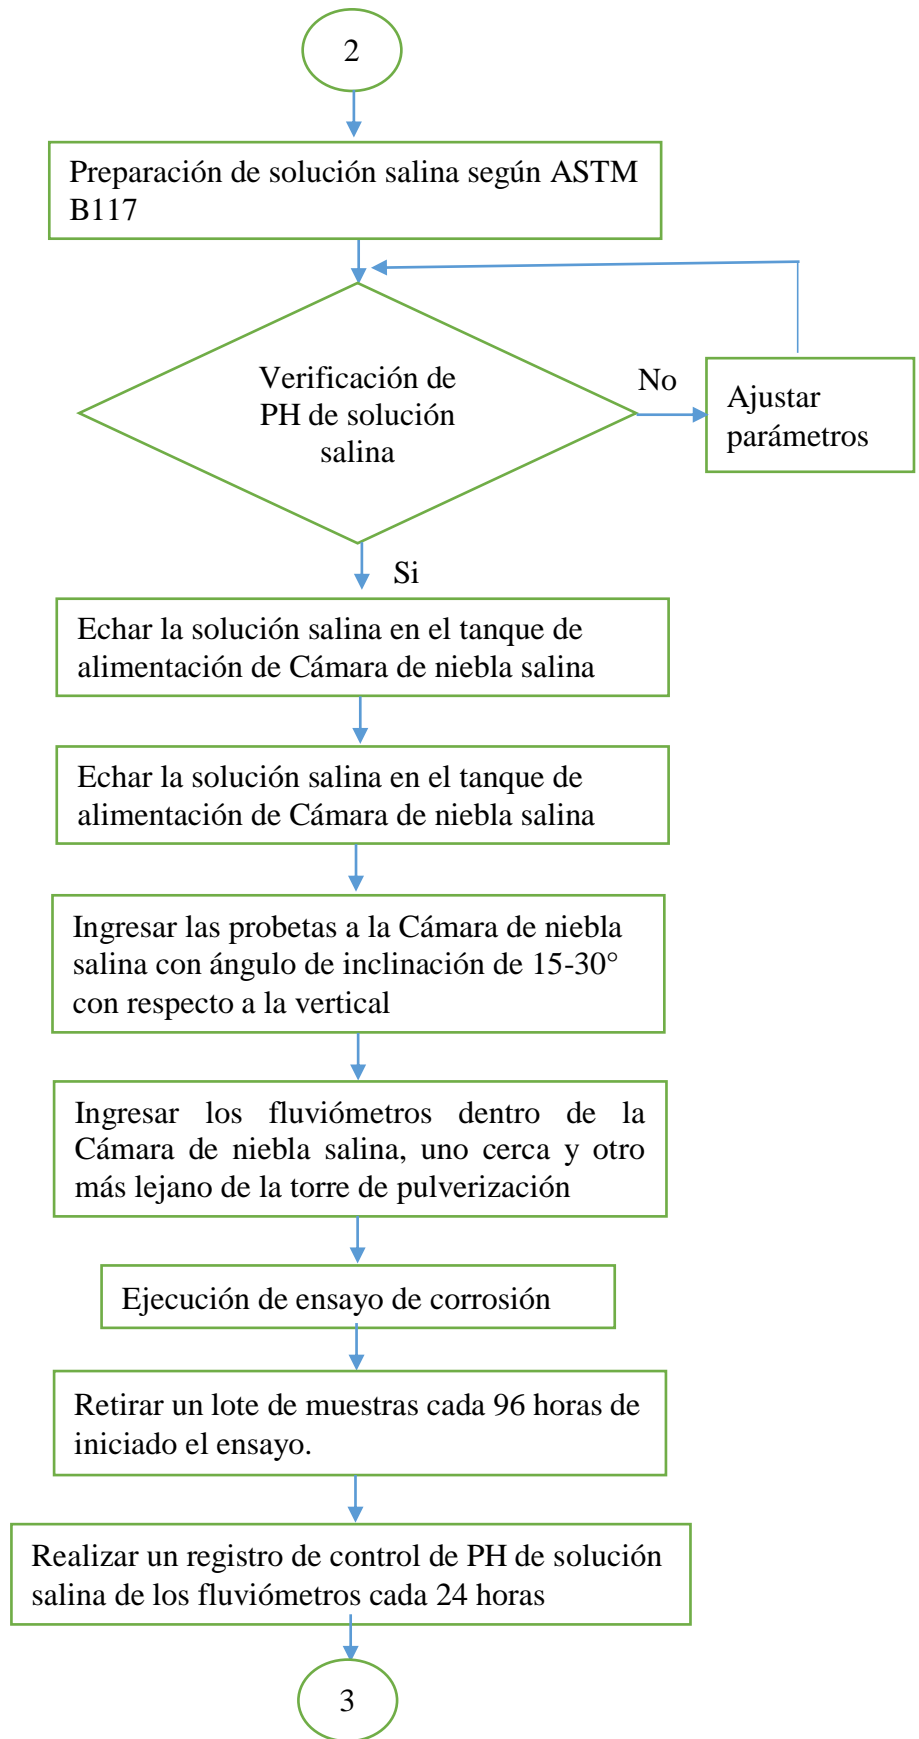 2
Preparación de solución salina según ASTM
B117
Verificación de
PH de solución
salina
No
Ajustar
parámetros
Si
Echar la solución salina en el tanque de
alimentación de Cámara de niebla salina
Echar la solución salina en el tanque de
alimentación de Cámara de niebla salina
Ingresar las probetas a la Cámara de niebla
salina con ángulo de inclinación de 15-30°
con respecto a la vertical
Ingresar los fluviómetros dentro de la
Cámara de niebla salina, uno cerca y otro
más lejano de la torre de pulverización
Ejecución de ensayo de corrosión
Retirar un lote de muestras cada 96 horas de
iniciado el ensayo.
Realizar un registro de control de PH de solución
salina de los fluviómetros cada 24 horas
3